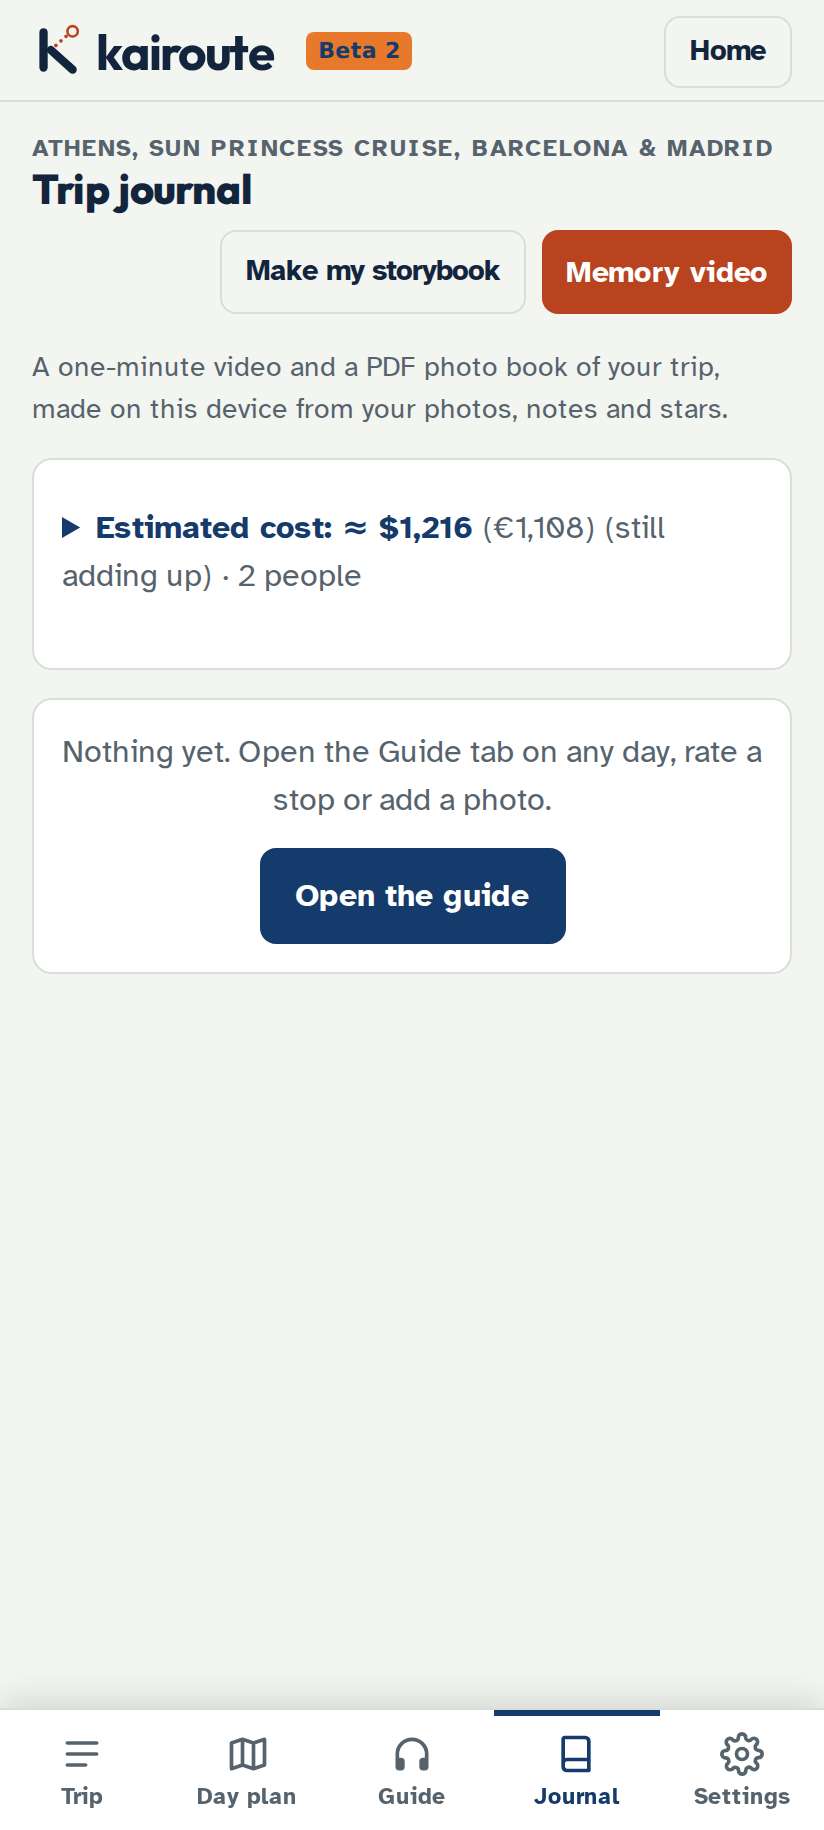 kairoute
Beta 2
Home
ATHENS, SUN PRINCESS CRUISE, BARCELONA & MADRID
Trip journal
Make my storybook
Memory video
A one-minute video and a PDF photo book of your trip,
made on this device from your photos, notes and stars.
▶ Estimated cost: ≈ $1,216 (€1,108) (still
adding up) · 2 people
Nothing yet. Open the Guide tab on any day, rate a
stop or add a photo.
Open the guide
Trip
Day plan
Guide
Journal
Settings